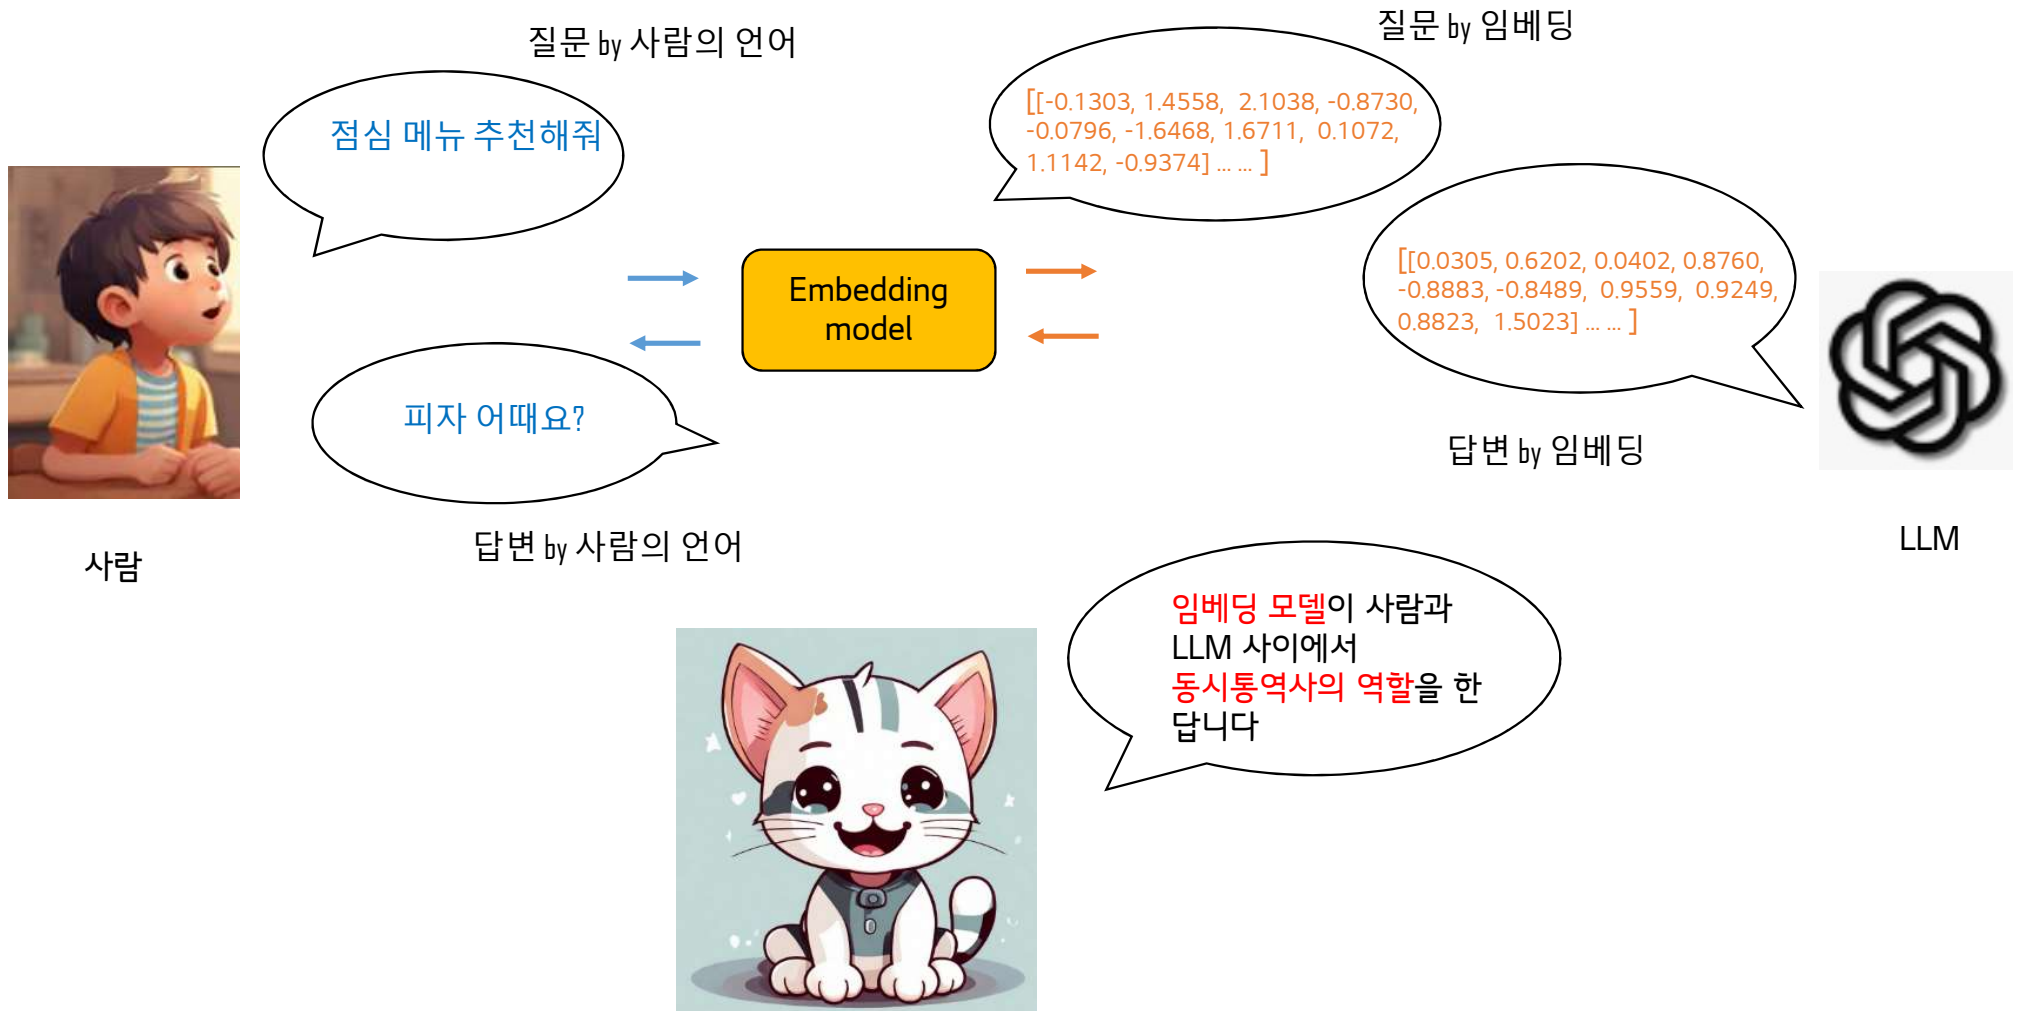 질문 by 사람의 언어
점심 메뉴 추천해줘
질문 by 임베딩
[[-0.1303, 1.4558, 2.1038, -0.8730,
-0.0796, -1.6468, 1.6711, 0.1072,
1.1142, -0.9374] ... ... ]
Embedding
model
[[0.0305, 0.6202, 0.0402, 0.8760,
-0.8883, -0.8489, 0.9559, 0.9249,
0.8823, 1.5023] ... ... ]
피자 어때요?
답변 by 임베딩
답변 by 사람의 언어
사람
LLM
임베딩 모델이 사람과
LLM 사이에서
동시통역사의 역할을 한
답니다